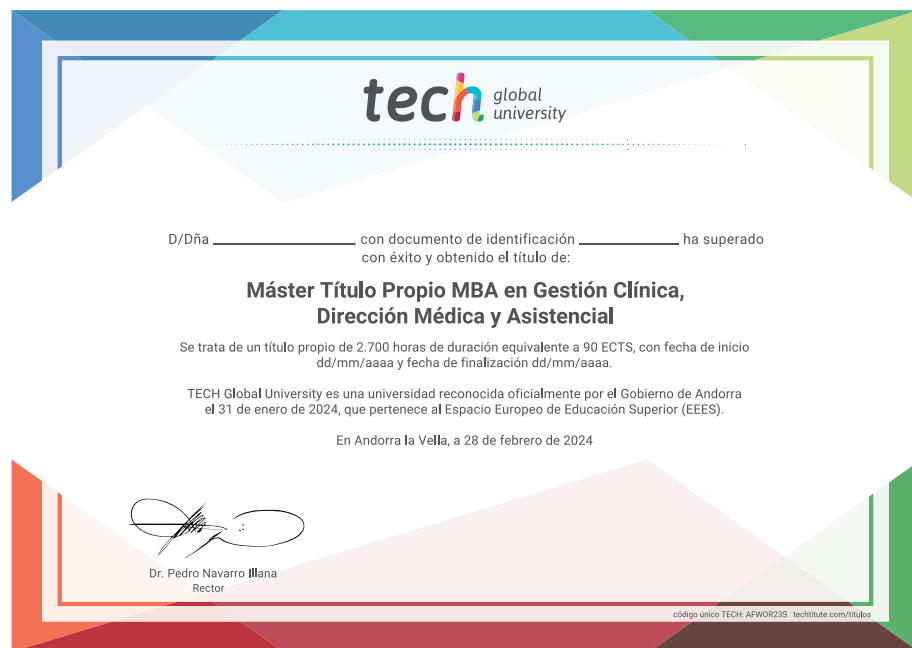 tech global
university
D/Dña ____________________, con documento de identificación ______________ ha superado
con éxito y obtenido el título de:
Máster Título Propio MBA en Gestión Clínica,
Dirección Médica y Asistencial
Se trata de un título propio de 2.700 horas de duración equivalente a 90 ECTS, con fecha de inicio
dd/mm/aaaa y fecha de finalización dd/mm/aaaa.
TECH Global University es una universidad reconocida oficialmente por el Gobierno de Andorra
el 31 de enero de 2024, que pertenece al Espacio Europeo de Educación Superior (EEES).
En Andorra la Vella, a 28 de febrero de 2024
Dr. Pedro Navarro Illana
Rector
código único TECH: AFWOR23S techtitute.com/titulos